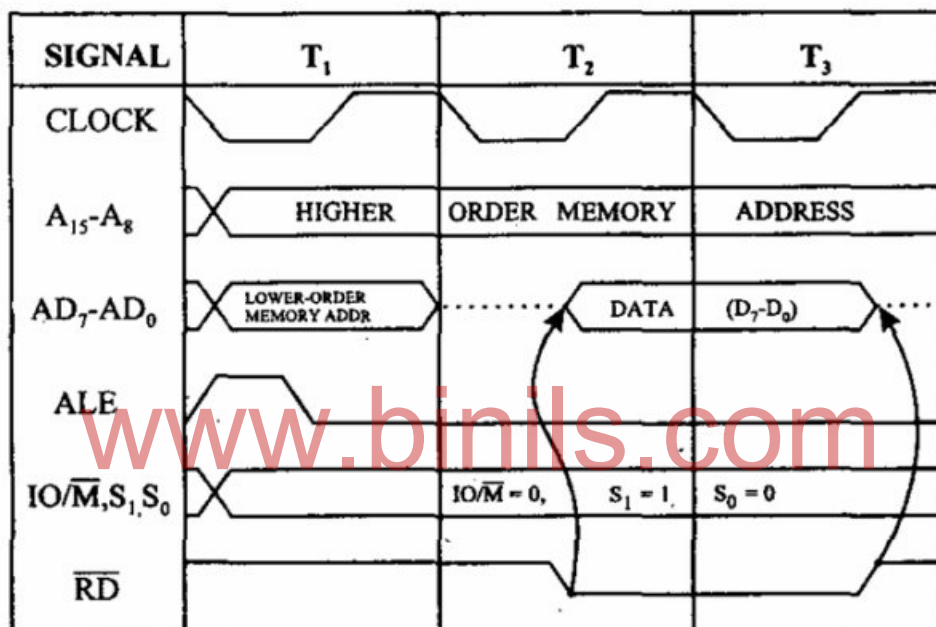 SIGNAL T₁ T₂ T₃
CLOCK
A₁₅-A₈ HIGHER ORDER MEMORY ADDRESS
AD₇-AD₀ LOWER-ORDER MEMORY ADDR DATA (D₇-D₀)
ALE
www.binils.com
IO/M̅,S₁,S₀ IO/M̅ = 0, S₁ = 1 S₀ = 0
R̅D̅